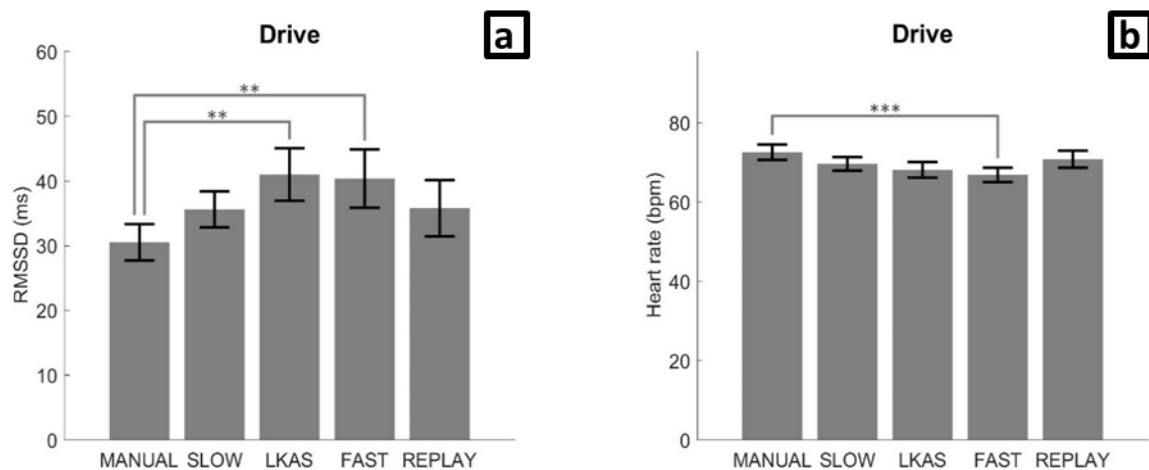 Drive
a
60
50
40
30
20
10
0
RMSSD (ms)
**
**
MANUAL SLOW LKAS FAST REPLAY
Drive
b
80
60
40
20
0
Heart rate (bpm)
***
MANUAL SLOW LKAS FAST REPLAY